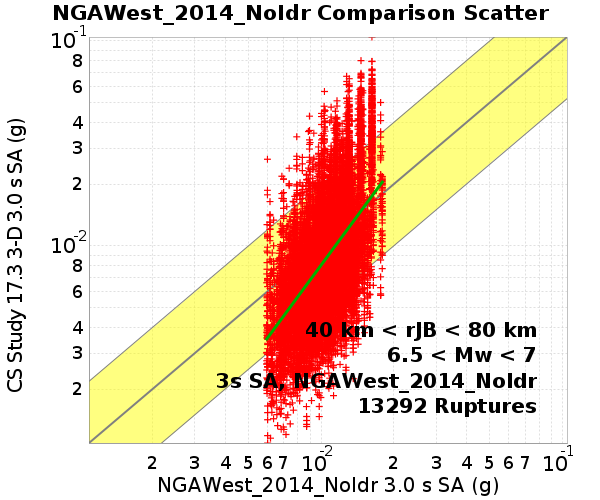 NGAWest_2014_NoIdr Comparison Scatter
CS Study 17.3 3-D 3.0 s SA (g)
10-1
8
6
4
3
2
10-2
8
6
4
3
2
40 km < rJB < 80 km
6.5 < Mw < 7
3s SA, NGAWest_2014_NoIdr
13292 Ruptures
2 3 4 5 6 7 10-2 2 3 4 5 6 7 10-1
NGAWest_2014_NoIdr 3.0 s SA (g)